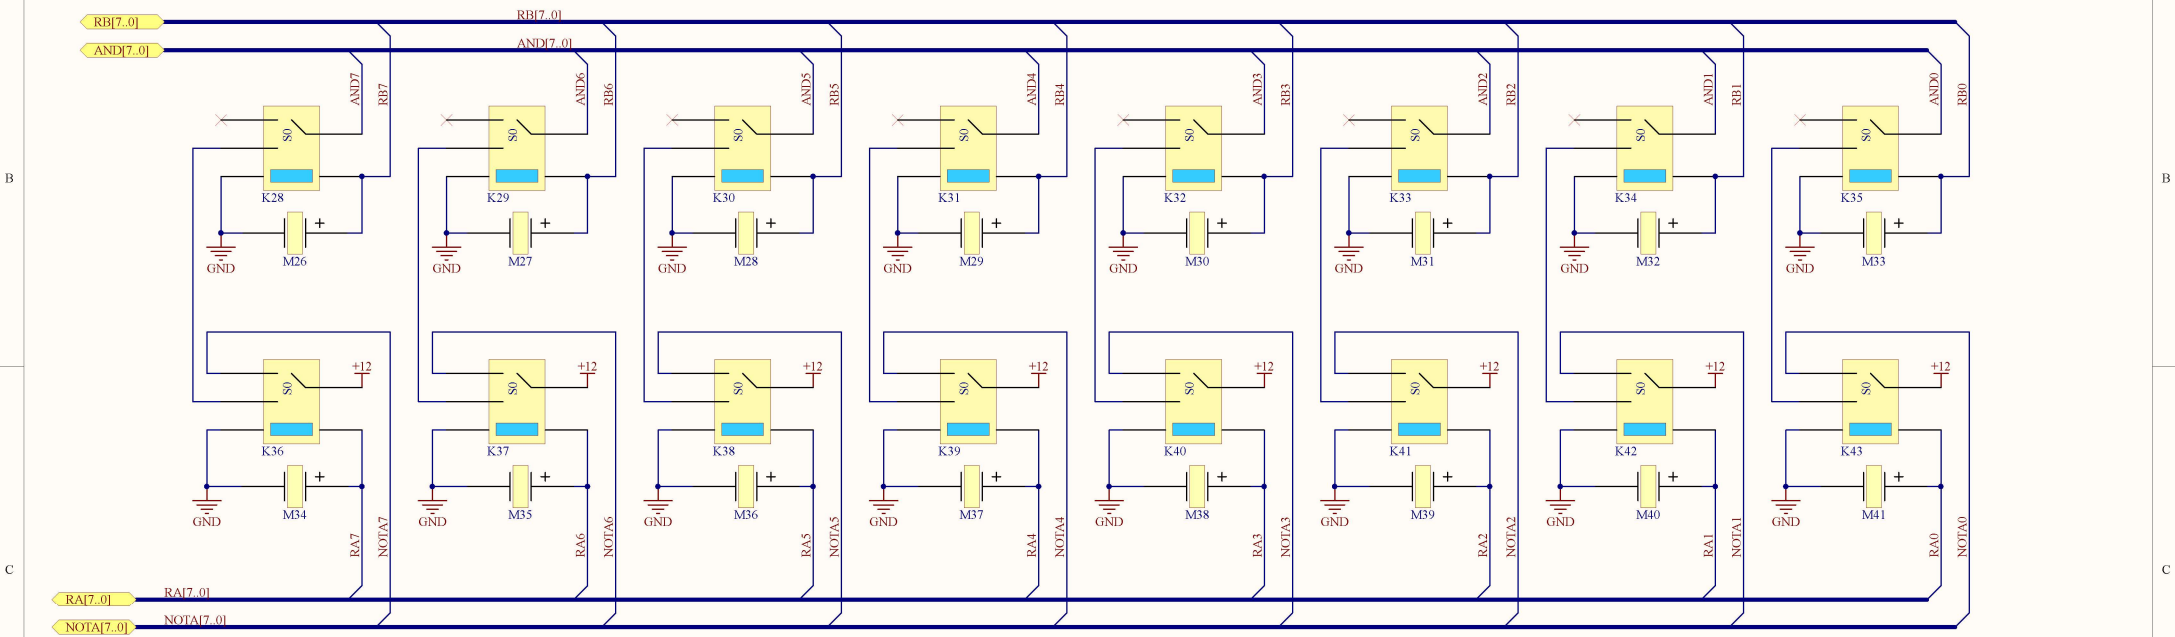 RB[7..0] RB[7..0]
AND[7..0] AND[7..0]
AND7 RB7 AND6 RB6 AND5 RB5 AND4 RB4 AND3 RB3 AND2 RB2 AND1 RB1 AND0 RB0
S0 S0 S0 S0 S0 S0 S0 S0
B B
K28 K29 K30 K31 K32 K33 K34 K35
+ + + + + + + +
M26 M27 M28 M29 M30 M31 M32 M33
GND GND GND GND GND GND GND GND
+12 +12 +12 +12 +12 +12 +12 +12
S0 S0 S0 S0 S0 S0 S0 S0
K36 K37 K38 K39 K40 K41 K42 K43
+ + + + + + + +
M34 M35 M36 M37 M38 M39 M40 M41
GND GND GND GND GND GND GND GND
RA7 NOTA7 RA6 NOTA6 RA5 NOTA5 RA4 NOTA4 RA3 NOTA3 RA2 NOTA2 RA1 NOTA1 RA0 NOTA0
C C
RA[7..0] RA[7..0]
NOTA[7..0] NOTA[7..0]